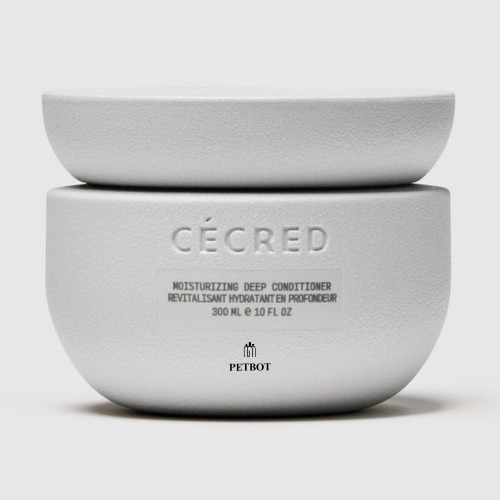 CÉCRED
MOISTURIZING DEEP CONDITIONER
REVITALISANT HYDRATANT EN PROFONDEUR
300 ML e 10 FL OZ
PETBOT